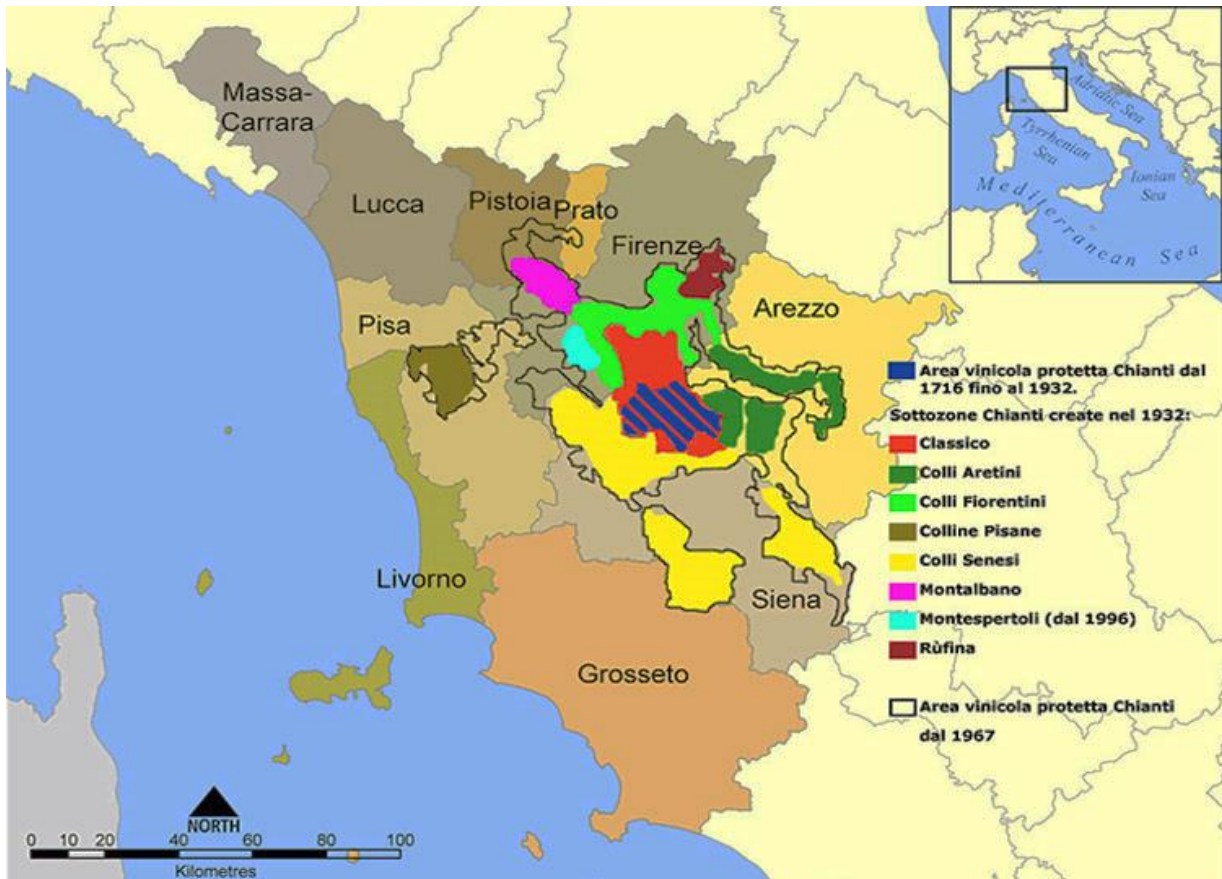 Massa-
Carrara
Lucca
Pistoia
Prato
Firenze
Pisa
Arezzo
Livorno
Siena
Grosseto
Adriatic Sea
Tyrrhenian
Sea
Ionian
Sea
Mediterranean Sea
Area vinicola protetta Chianti dal
1716 fino al 1932.
Sottozone Chianti create nel 1932:
Classico
Colli Aretini
Colli Fiorentini
Colline Pisane
Colli Senesi
Montalbano
Montespertoli (dal 1996)
Rùfina
Area vinicola protetta Chianti
dal 1967
NORTH
0 10 20 40 60 80 100
Kilometres